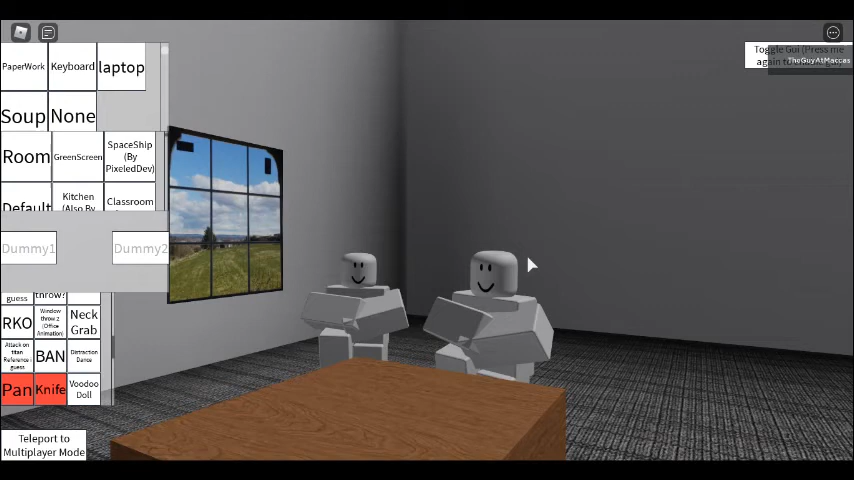 PaperWork
Keyboard
laptop
Soup
None
Room
GreenScreen
SpaceShip
(By
PixeledDev)
Default
Kitchen
(Also By
Classroom
Dummy1
Dummy2
guess
throw?
RKO
Window
throw 2
(Office
Animation)
Neck
Grab
Attack on
titan
Reference i
guess
BAN
Distraction
Dance
Pan
Knife
Voodoo
Doll
Teleport to
Multiplayer Mode
Toggle Gui (Press me
again to
TheGuyAtMaccas